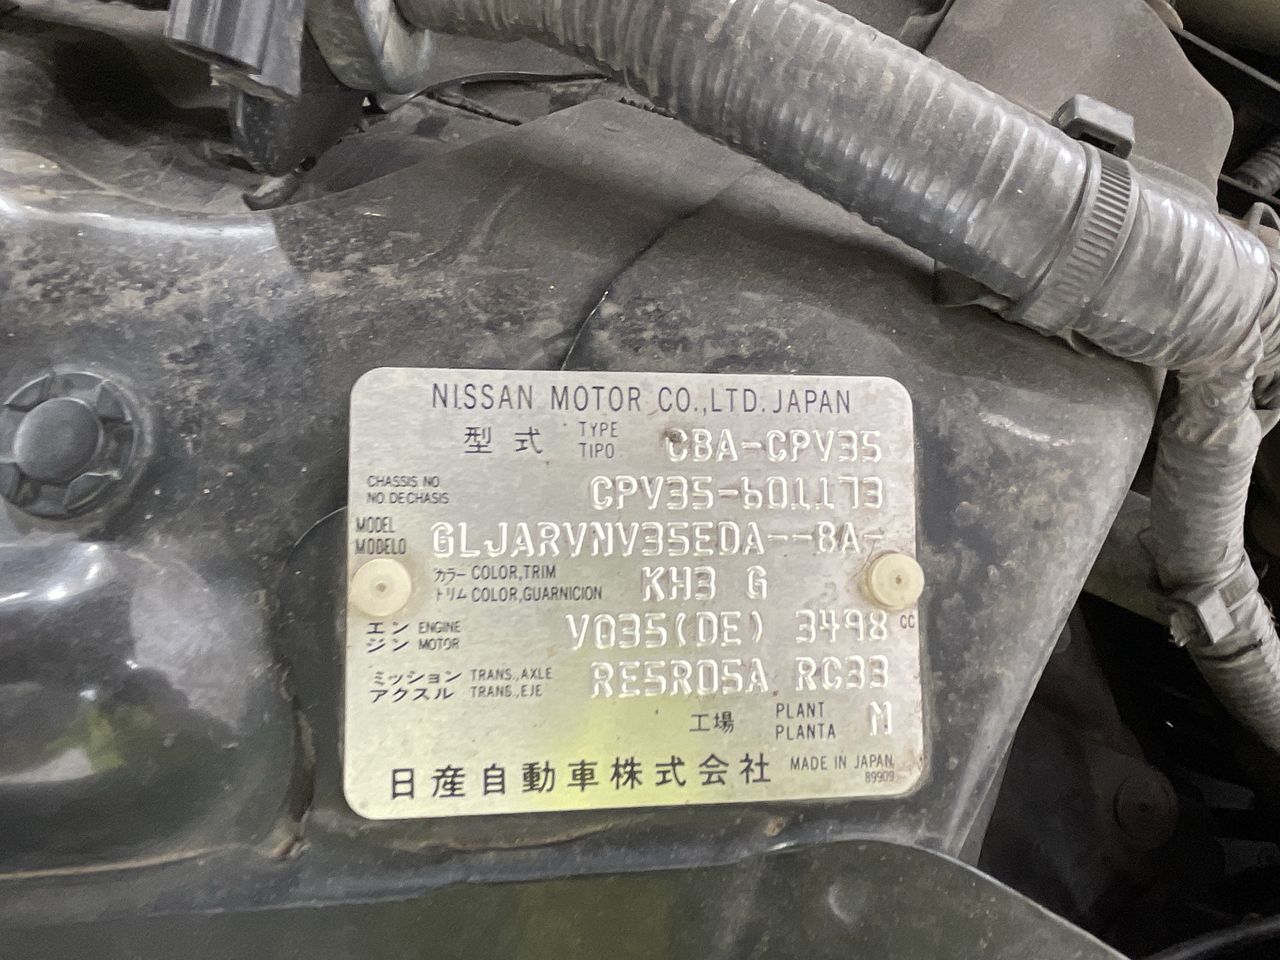 NISSAN MOTOR CO.,LTD. JAPAN
型式 TYPE TIPO CBA-CPV35
CHASSIS NO NO. DE CHASIS CPV35-601173
MODEL MODELO GLJARVNV35EDA--8A-
カラー COLOR,TRIM トリム COLOR,GUARNICION KH3 G
エンジン ENGINE MOTOR VQ35(DE) 3498 CC
ミッション TRANS.,AXLE アクスル TRANS.,EJE RE5R05A RC33
工場 PLANT PLANTA M
日産自動車株式会社 MADE IN JAPAN
89909